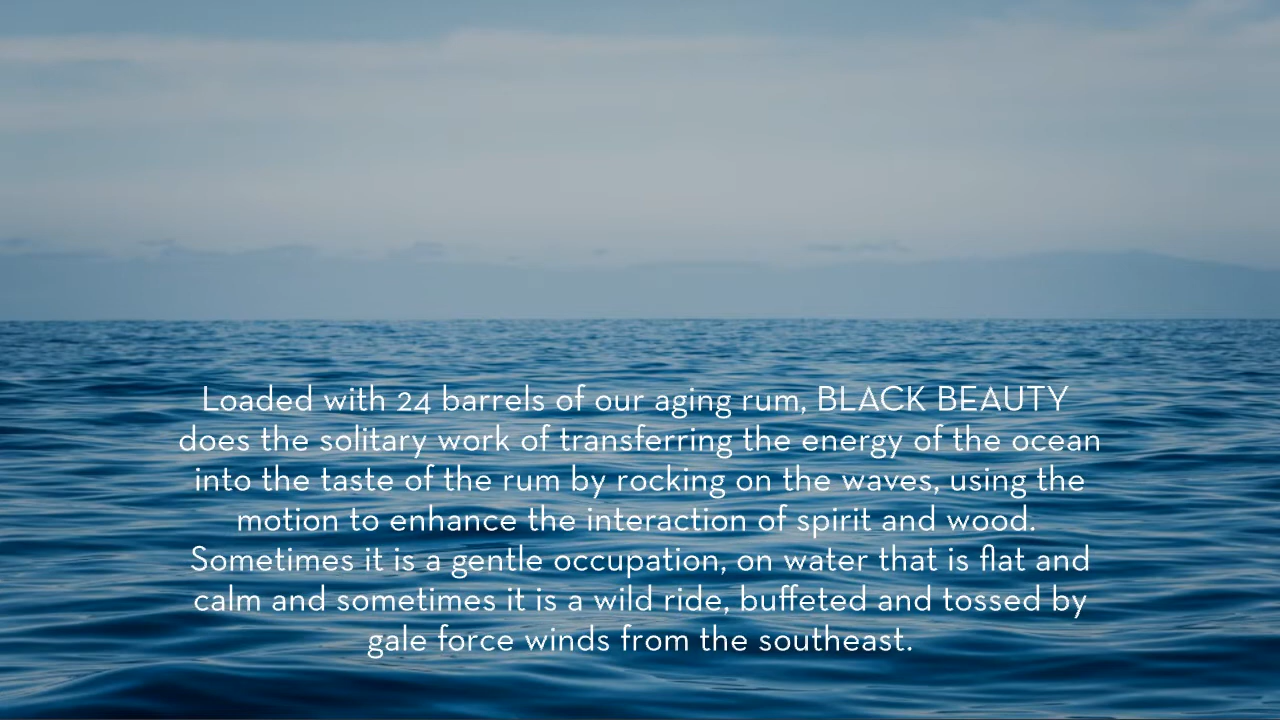 Loaded with 24 barrels of our aging rum, BLACK BEAUTY
does the solitary work of transferring the energy of the ocean
into the taste of the rum by rocking on the waves, using the
motion to enhance the interaction of spirit and wood.
Sometimes it is a gentle occupation, on water that is flat and
calm and sometimes it is a wild ride, buffeted and tossed by
gale force winds from the southeast.